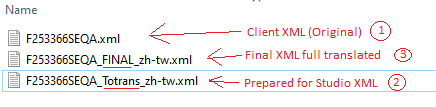 F253366SEQA.xml Client XML (Original) 1
F253366SEQA_FINAL_zh-tw.xml Final XML full translated 3
F253366SEQA_Totrans_zh-tw.xml Prepared for Studio XML 2